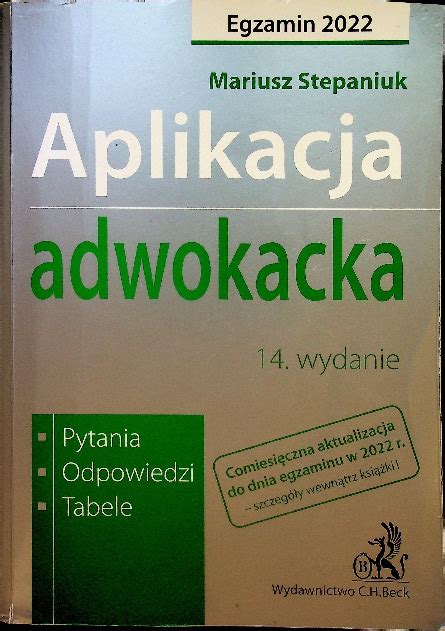 Egzamin 2022
Mariusz Stepaniuk
Aplikacja
adwokacka
14. wydanie
Pytania
Odpowiedzi
Tabele
Comiesięczna aktualizacja
do dnia egzaminu w 2022 r.
– szczegóły wewnątrz książki!
B
Wydawnictwo C.H.Beck